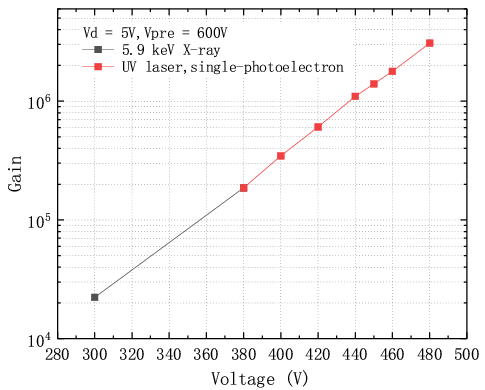 Vd = 5V,Vpre = 600V
5.9 keV X-ray
UV laser,single-photoelectron
Gain
10^6
10^5
10^4
280 300 320 340 360 380 400 420 440 460 480 500
Voltage (V)